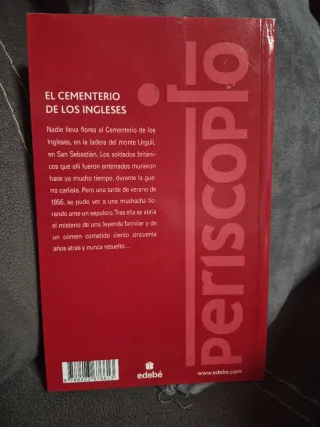 EL CEMENTERIO
DE LOS INGLESES
Nadie lleva flores al Cementerio de los
Ingleses, en la ladera del monte Urgull,
en San Sebastián. Los soldados británi-
cos que allí fueron enterrados murieron
hace ya mucho tiempo, durante la gue-
rra carlista. Pero una tarde de verano de
1956, se pudo ver a una muchacha llo-
rando ante un sepulcro. Tras ella se abría
el misterio de una leyenda familiar y de
un crimen cometido ciento cincuenta
años atrás y nunca resuelto...
periscopio
edebé
www.edebe.com